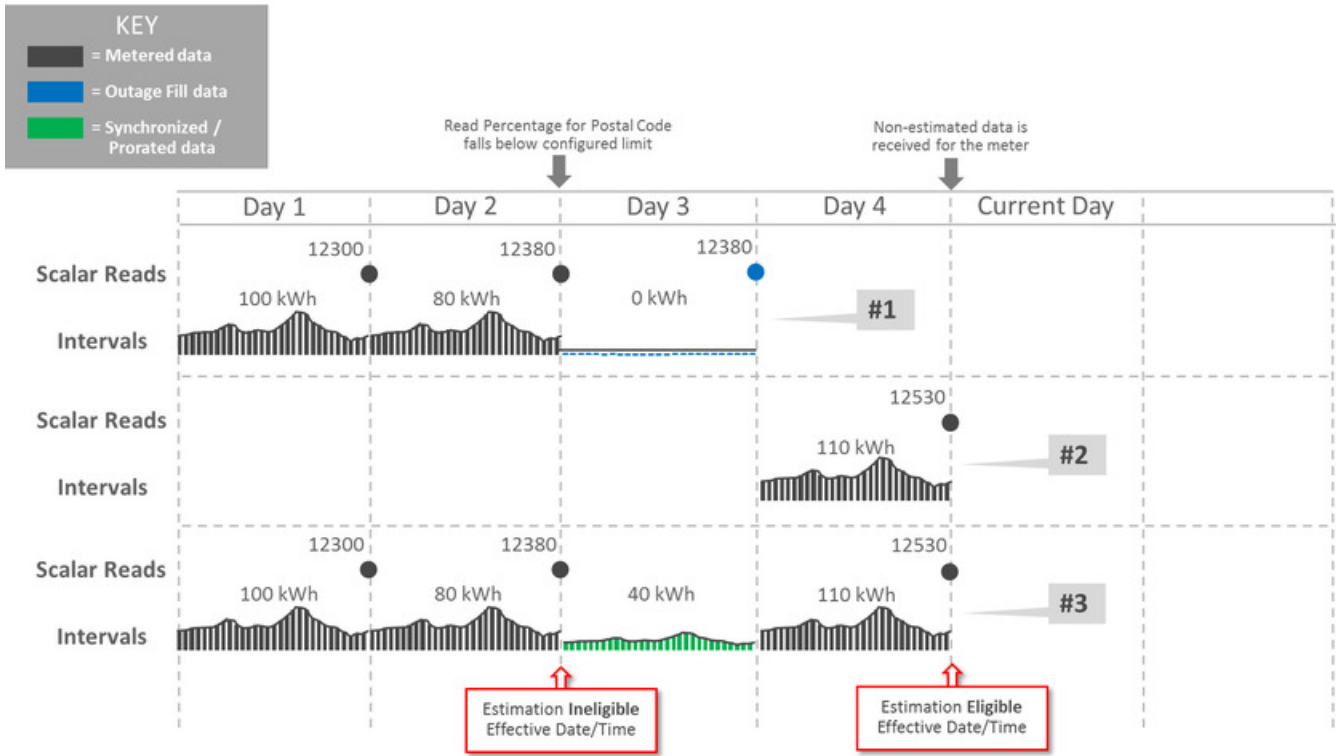 KEY
= Metered data
= Outage Fill data
= Synchronized /
Prorated data
Read Percentage for Postal Code
falls below configured limit
Non-estimated data is
received for the meter
Day 1
Day 2
Day 3
Day 4
Current Day
Scalar Reads
12300
12380
12380
100 kWh
80 kWh
0 kWh
#1
Intervals
Scalar Reads
12530
110 kWh
#2
Intervals
Scalar Reads
12300
12380
12530
100 kWh
80 kWh
40 kWh
110 kWh
#3
Intervals
Estimation Ineligible
Effective Date/Time
Estimation Eligible
Effective Date/Time